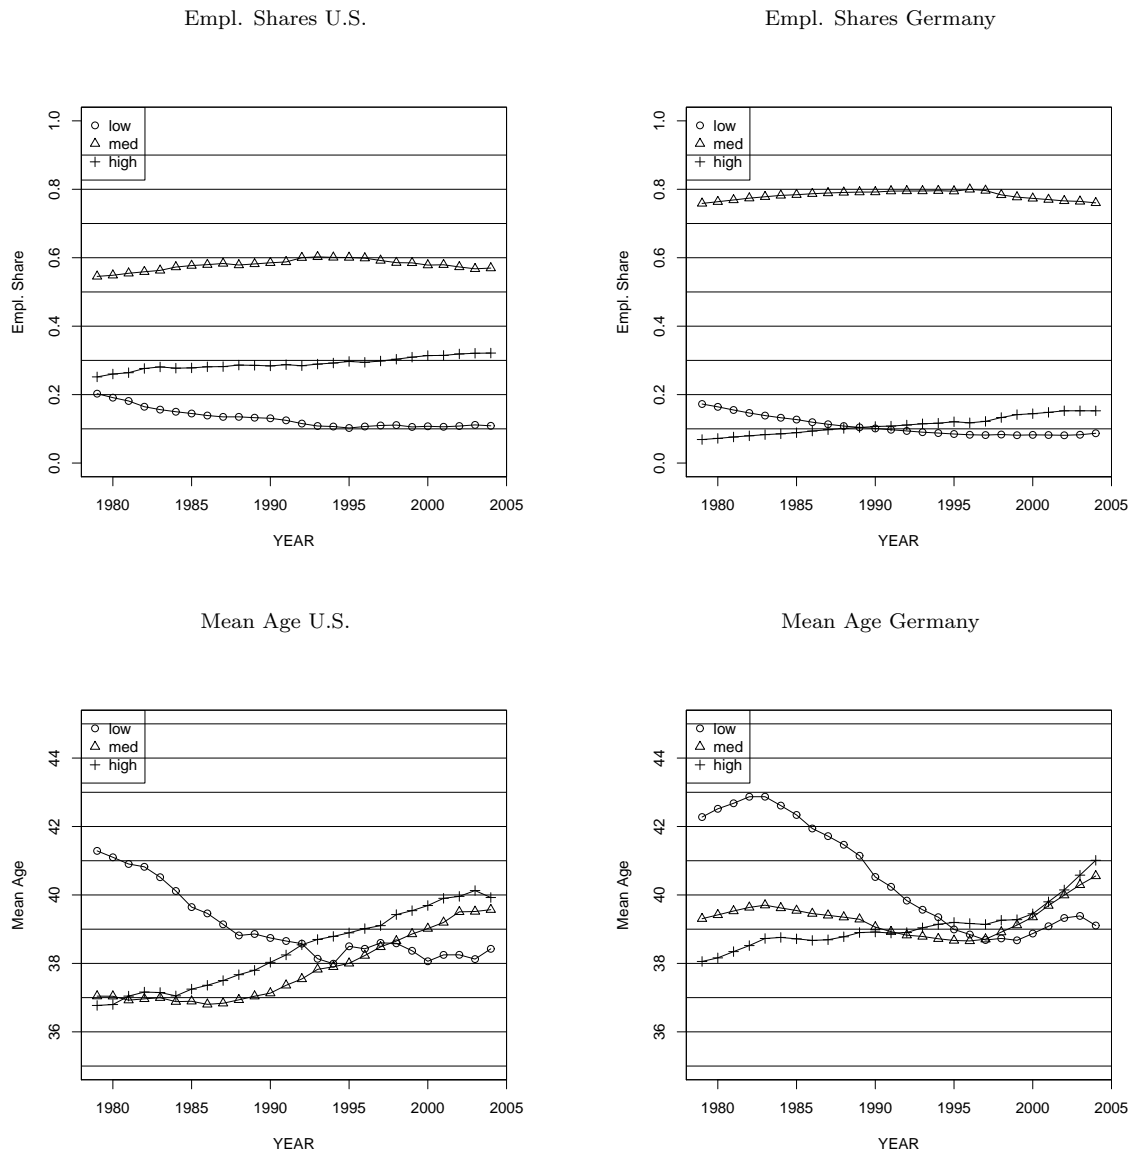 Empl. Shares U.S.
low
med
high
1.0
0.8
0.6
0.4
0.2
0.0
Empl. Share
1980 1985 1990 1995 2000 2005
YEAR
Empl. Shares Germany
low
med
high
1.0
0.8
0.6
0.4
0.2
0.0
Empl. Share
1980 1985 1990 1995 2000 2005
YEAR
Mean Age U.S.
low
med
high
44
42
40
38
36
Mean Age
1980 1985 1990 1995 2000 2005
YEAR
Mean Age Germany
low
med
high
44
42
40
38
36
Mean Age
1980 1985 1990 1995 2000 2005
YEAR